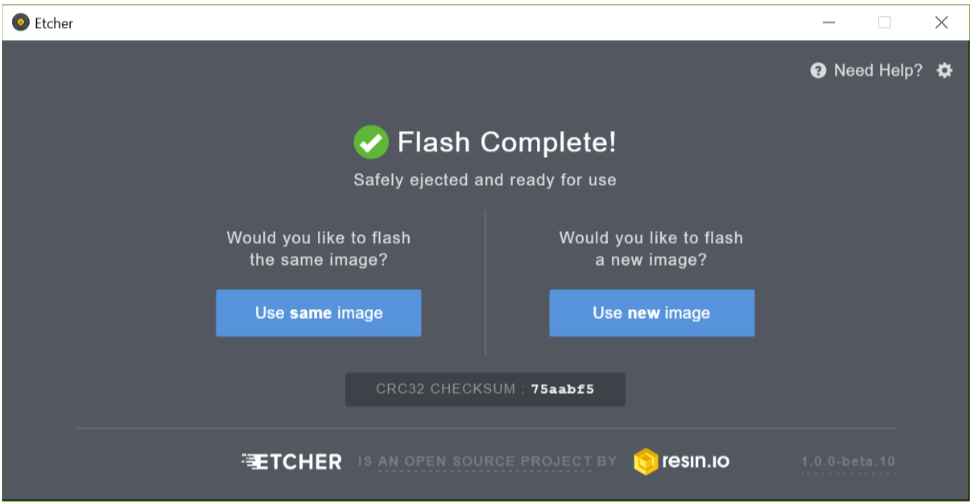 Etcher
Need Help?
Flash Complete!
Safely ejected and ready for use
Would you like to flash
the same image?
Use same image
Would you like to flash
a new image?
Use new image
CRC32 CHECKSUM : 75aabf5
ETCHER IS AN OPEN SOURCE PROJECT BY resin.io 1.0.0-beta.10